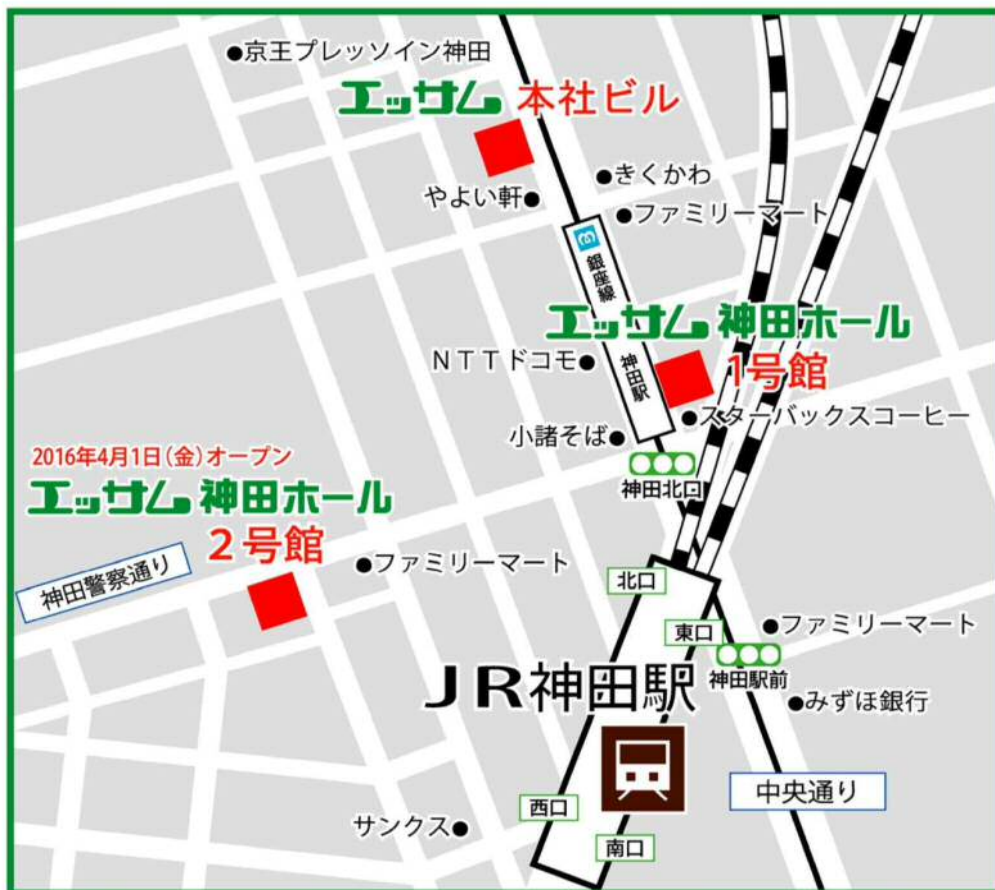 京王プレッソイン神田
エッサム 本社ビル
きくかわ
やよい軒
ファミリーマート
銀座線
神田駅
エッサム 神田ホール
1号館
NTTドコモ
スターバックスコーヒー
小諸そば
神田北口
2016年4月1日(金)オープン
エッサム 神田ホール
2号館
ファミリーマート
神田警察通り
北口
東口
ファミリーマート
神田駅前
JR神田駅
みずほ銀行
中央通り
西口
サンクス
南口